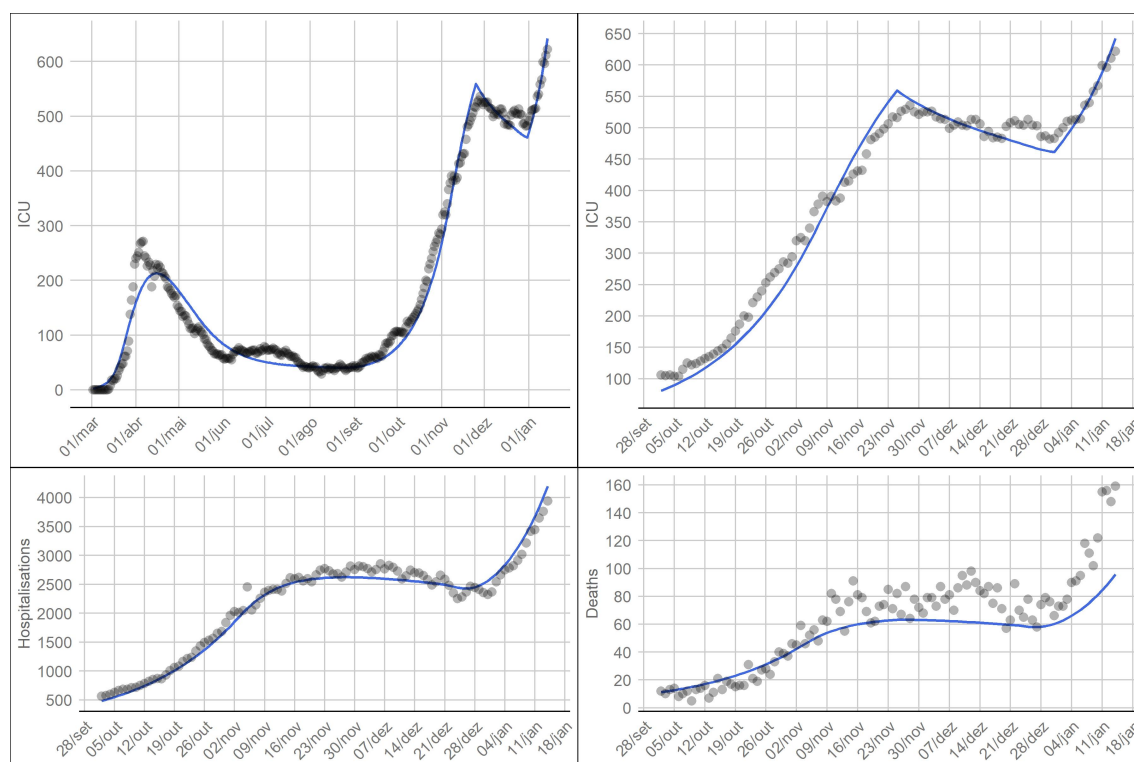 600
500
400
300
200
100
0
ICU
01/mar
01/abr
01/mai
01/jun
01/jul
01/ago
01/set
01/out
01/nov
01/dez
01/jan
650
600
550
500
450
400
350
300
250
200
150
100
ICU
28/set
05/out
12/out
19/out
26/out
02/nov
09/nov
16/nov
23/nov
30/nov
07/dez
14/dez
21/dez
28/dez
04/jan
11/jan
18/jan
4000
3500
3000
2500
2000
1500
1000
500
Hospitalisations
28/set
05/out
12/out
19/out
26/out
02/nov
09/nov
16/nov
23/nov
30/nov
07/dez
14/dez
21/dez
28/dez
04/jan
11/jan
18/jan
160
140
120
100
80
60
40
20
0
Deaths
28/set
05/out
12/out
19/out
26/out
02/nov
09/nov
16/nov
23/nov
30/nov
07/dez
14/dez
21/dez
28/dez
04/jan
11/jan
18/jan